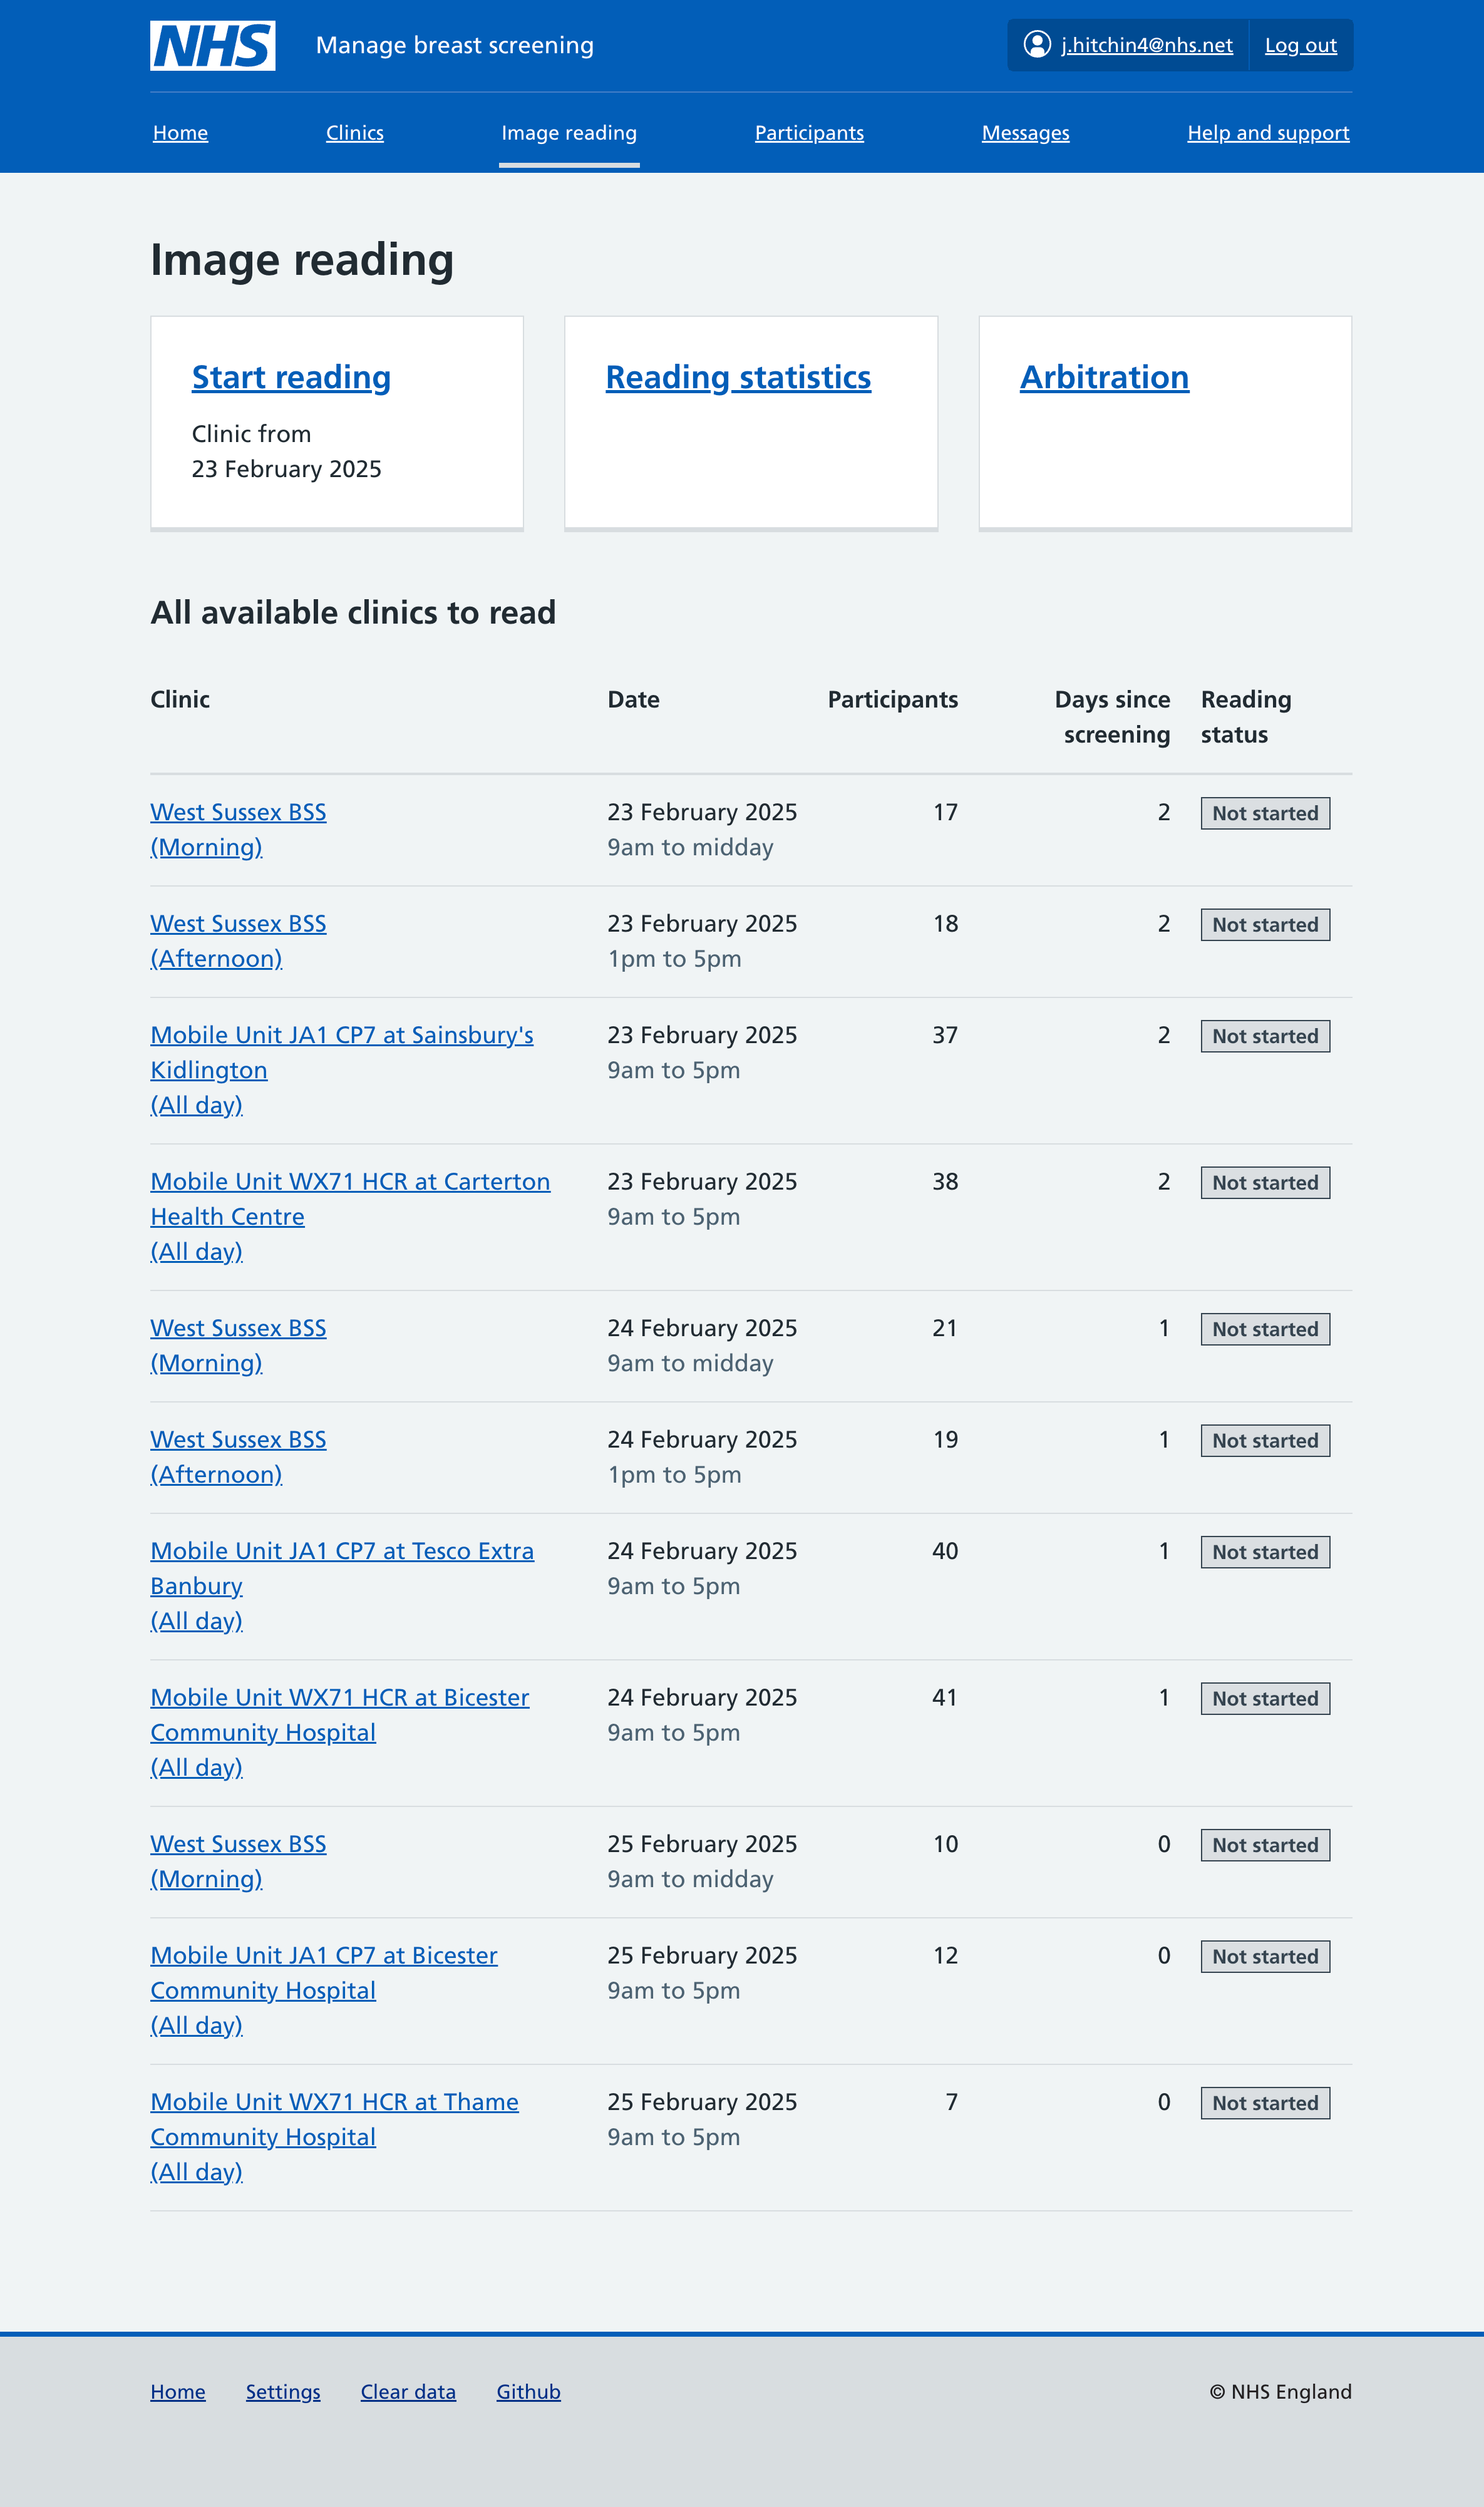 NHS
Manage breast screening
j.hitchin4@nhs.net
Log out
Home
Clinics
Image reading
Participants
Messages
Help and support
Image reading
Start reading
Clinic from
23 February 2025
Reading statistics
Arbitration
All available clinics to read
Clinic
Date
Participants
Days since
screening
Reading
status
West Sussex BSS
(Morning)
23 February 2025
9am to midday
17
2
Not started
West Sussex BSS
(Afternoon)
23 February 2025
1pm to 5pm
18
2
Not started
Mobile Unit JA1 CP7 at Sainsbury's
Kidlington
(All day)
23 February 2025
9am to 5pm
37
2
Not started
Mobile Unit WX71 HCR at Carterton
Health Centre
(All day)
23 February 2025
9am to 5pm
38
2
Not started
West Sussex BSS
(Morning)
24 February 2025
9am to midday
21
1
Not started
West Sussex BSS
(Afternoon)
24 February 2025
1pm to 5pm
19
1
Not started
Mobile Unit JA1 CP7 at Tesco Extra
Banbury
(All day)
24 February 2025
9am to 5pm
40
1
Not started
Mobile Unit WX71 HCR at Bicester
Community Hospital
(All day)
24 February 2025
9am to 5pm
41
1
Not started
West Sussex BSS
(Morning)
25 February 2025
9am to midday
10
0
Not started
Mobile Unit JA1 CP7 at Bicester
Community Hospital
(All day)
25 February 2025
9am to 5pm
12
0
Not started
Mobile Unit WX71 HCR at Thame
Community Hospital
(All day)
25 February 2025
9am to 5pm
7
0
Not started
Home
Settings
Clear data
Github
© NHS England